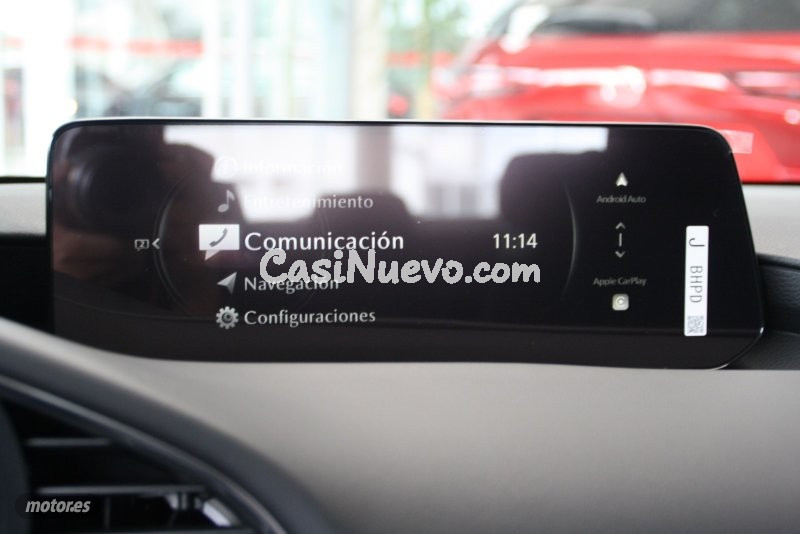 Información
Entretenimiento
Comunicación 11:14
Navegación
Configuraciones
Android Auto
Apple CarPlay
J BHPD
CasiNuevo.com
motor.es